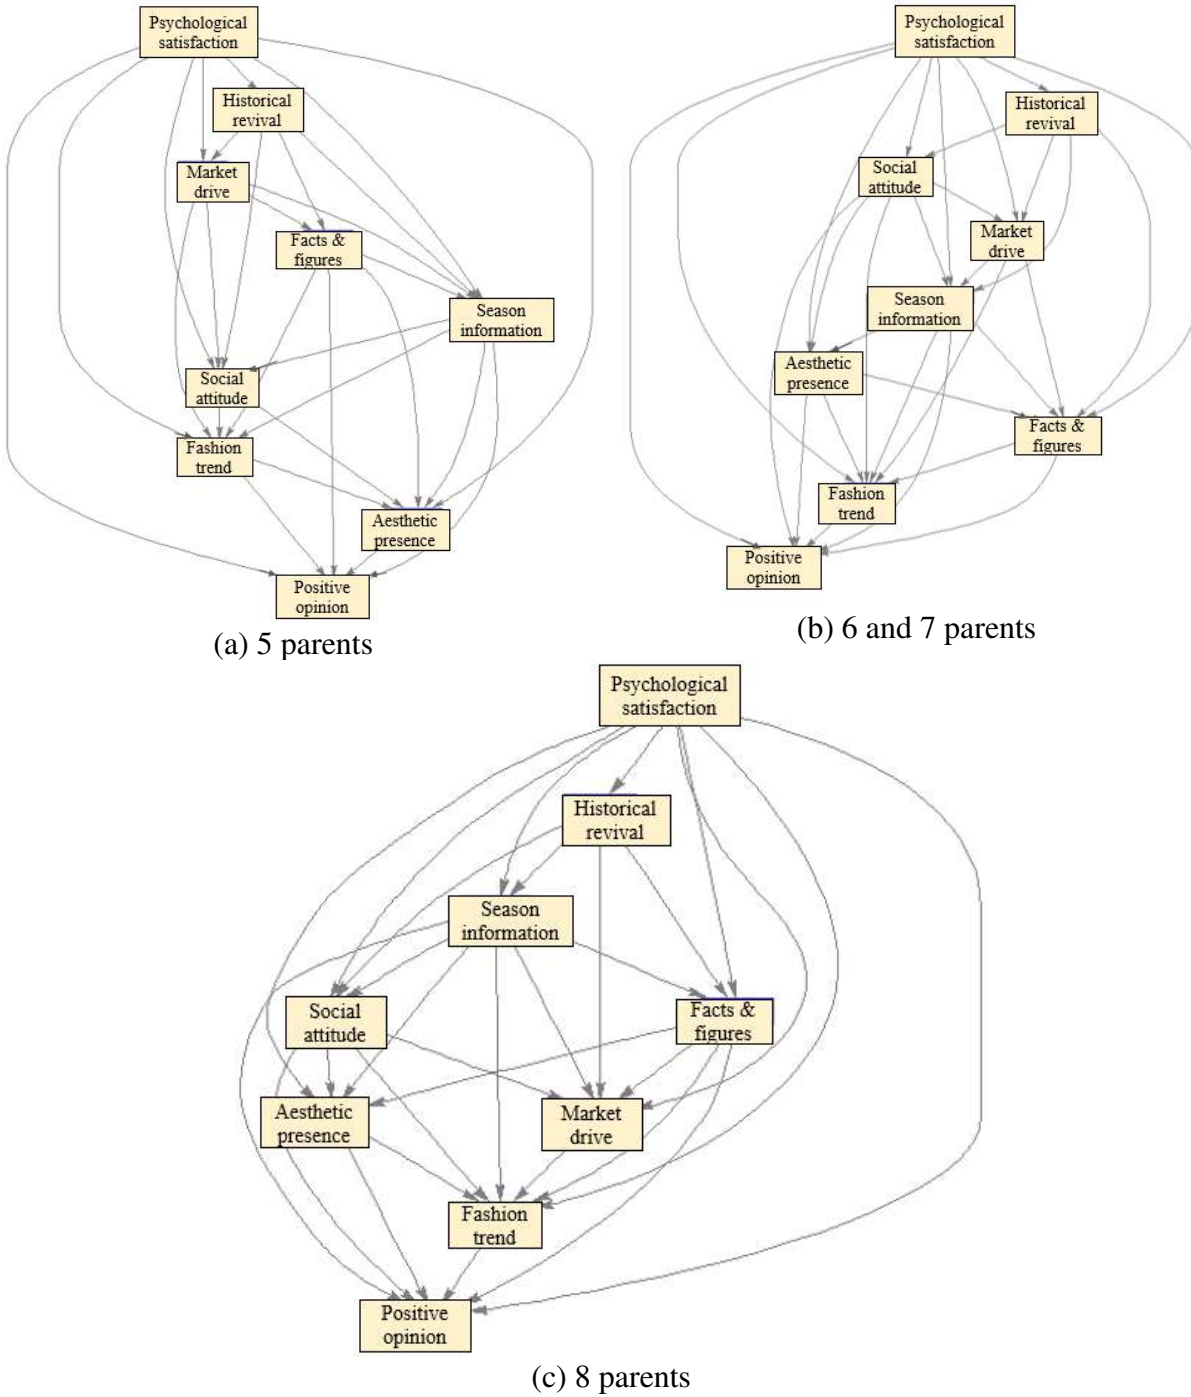 Psychological
satisfaction
Historical
revival
Market
drive
Facts &
figures
Season
information
Social
attitude
Fashion
trend
Aesthetic
presence
Positive
opinion
(a) 5 parents
Psychological
satisfaction
Historical
revival
Social
attitude
Market
drive
Season
information
Aesthetic
presence
Facts &
figures
Fashion
trend
Positive
opinion
(b) 6 and 7 parents
Psychological
satisfaction
Historical
revival
Season
information
Social
attitude
Facts &
figures
Aesthetic
presence
Market
drive
Fashion
trend
Positive
opinion
(c) 8 parents